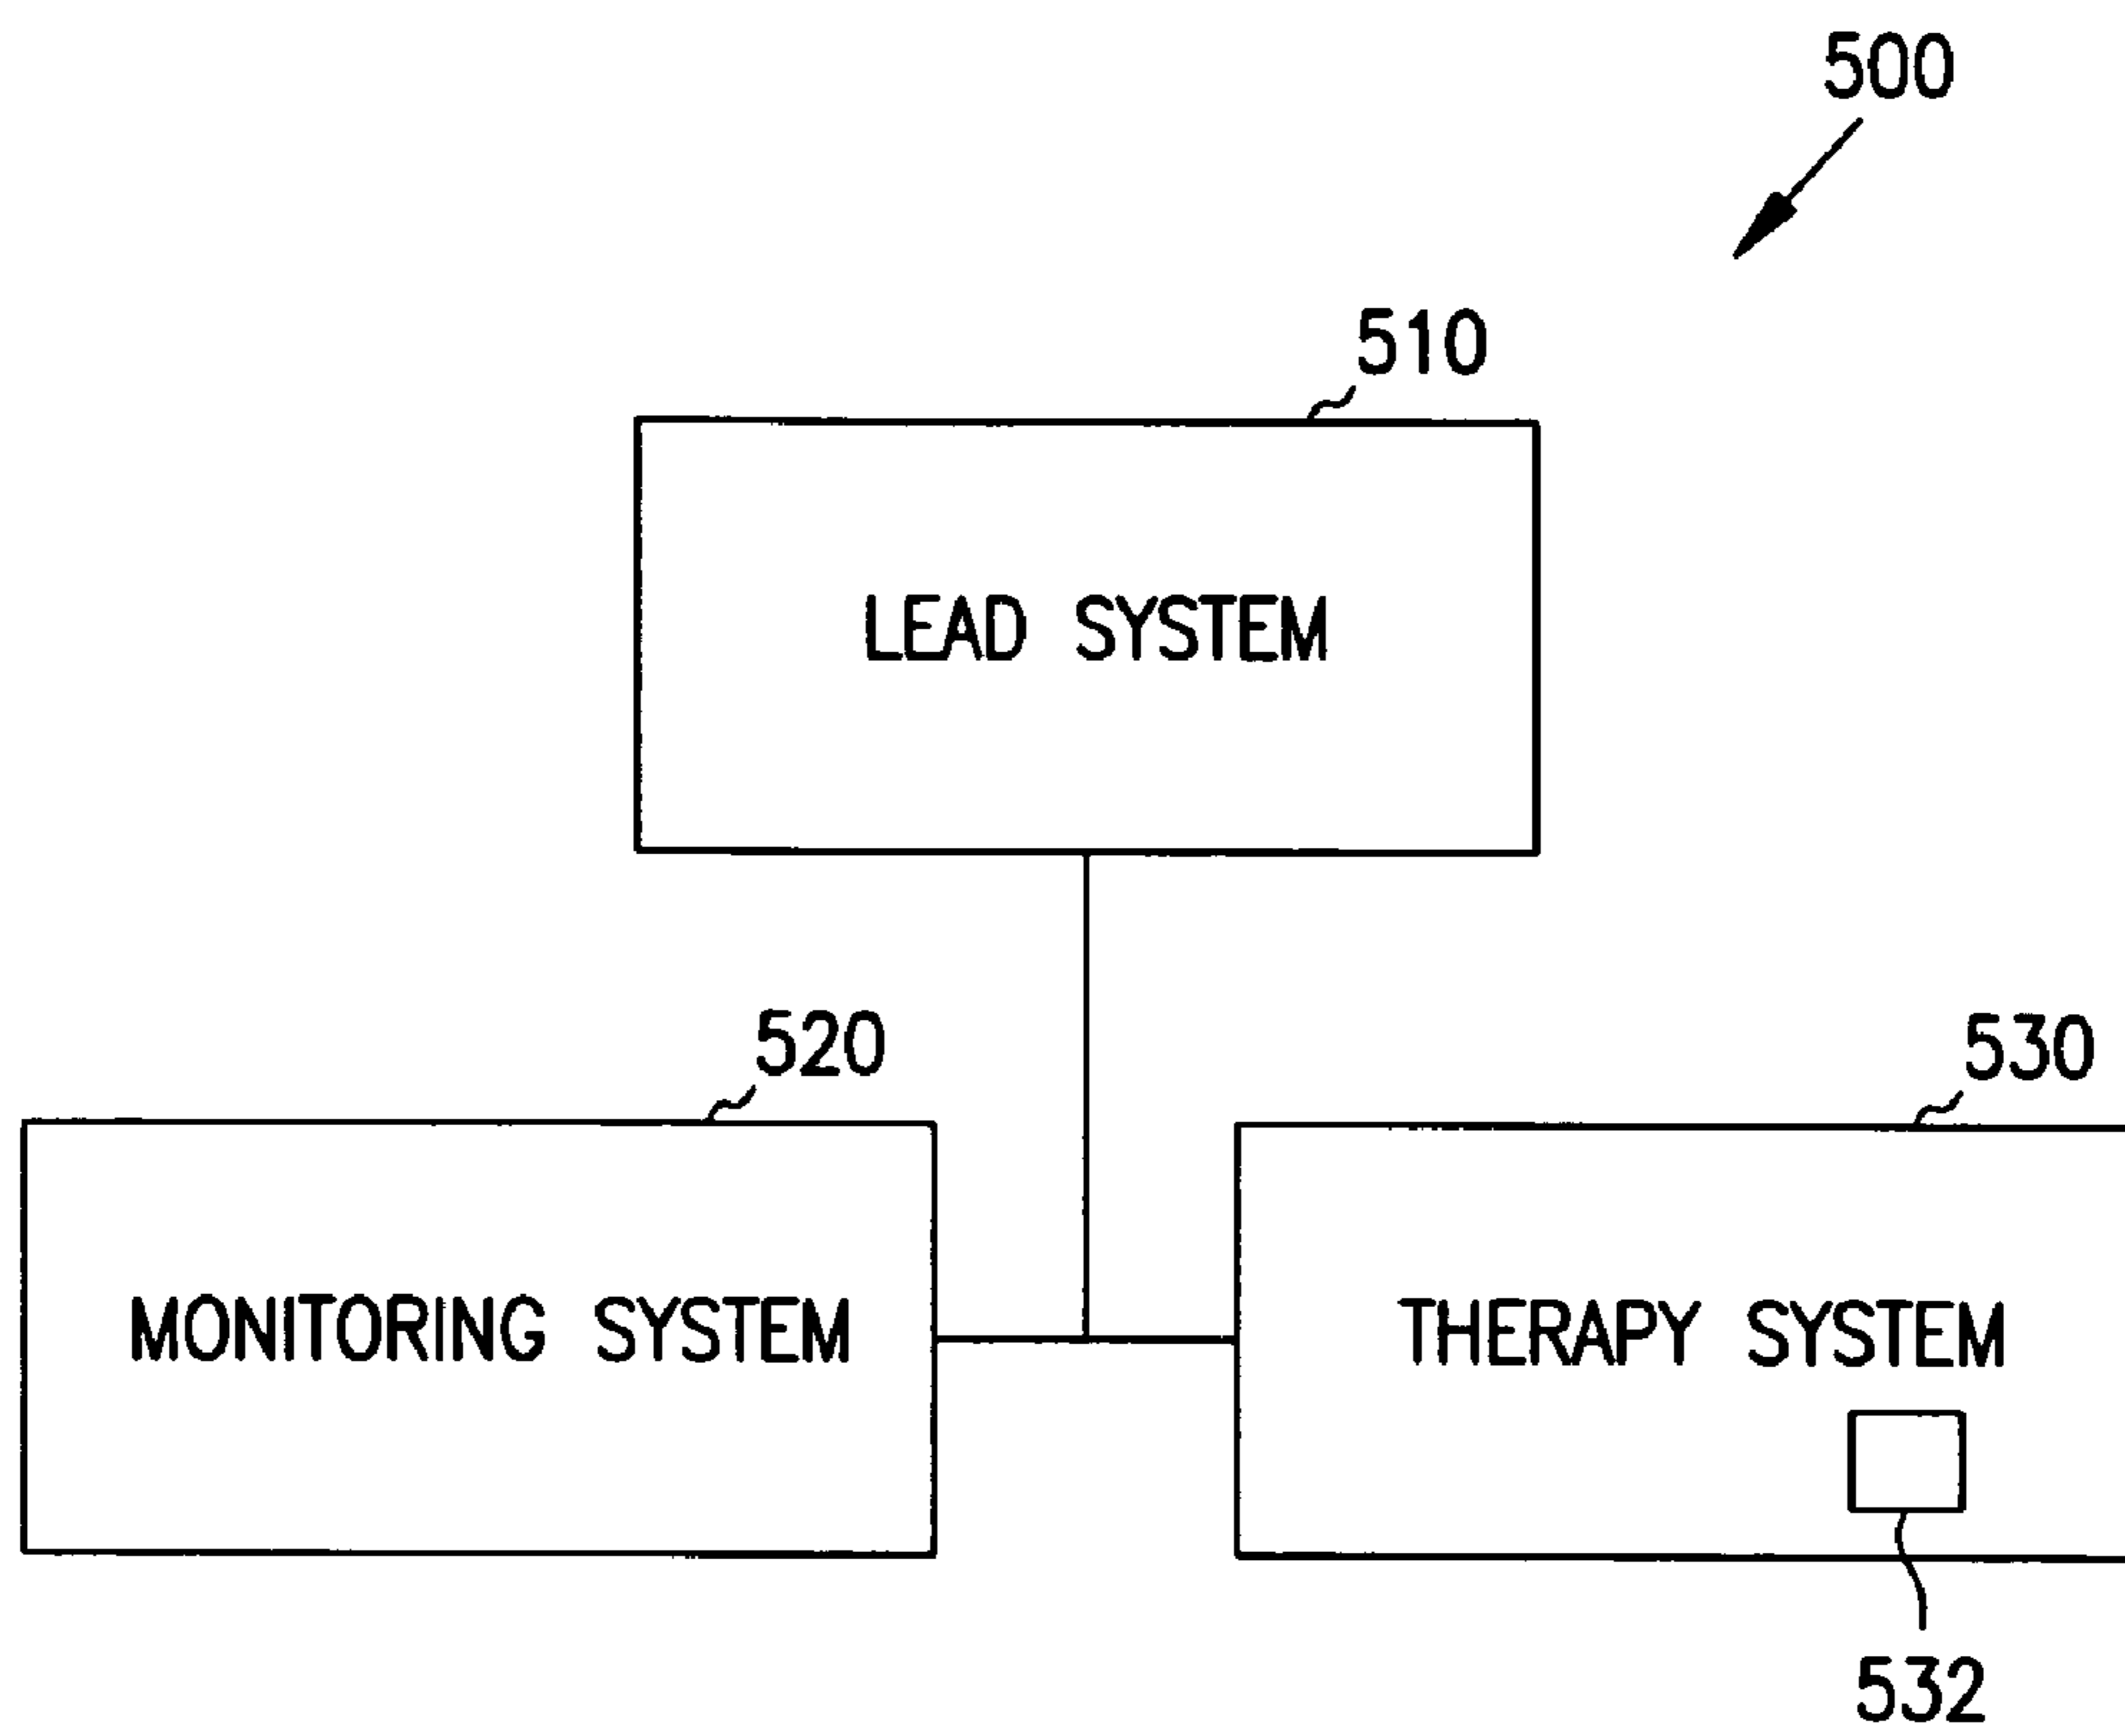 500
510
LEAD SYSTEM
520
530
MONITORING SYSTEM
THERAPY SYSTEM
532